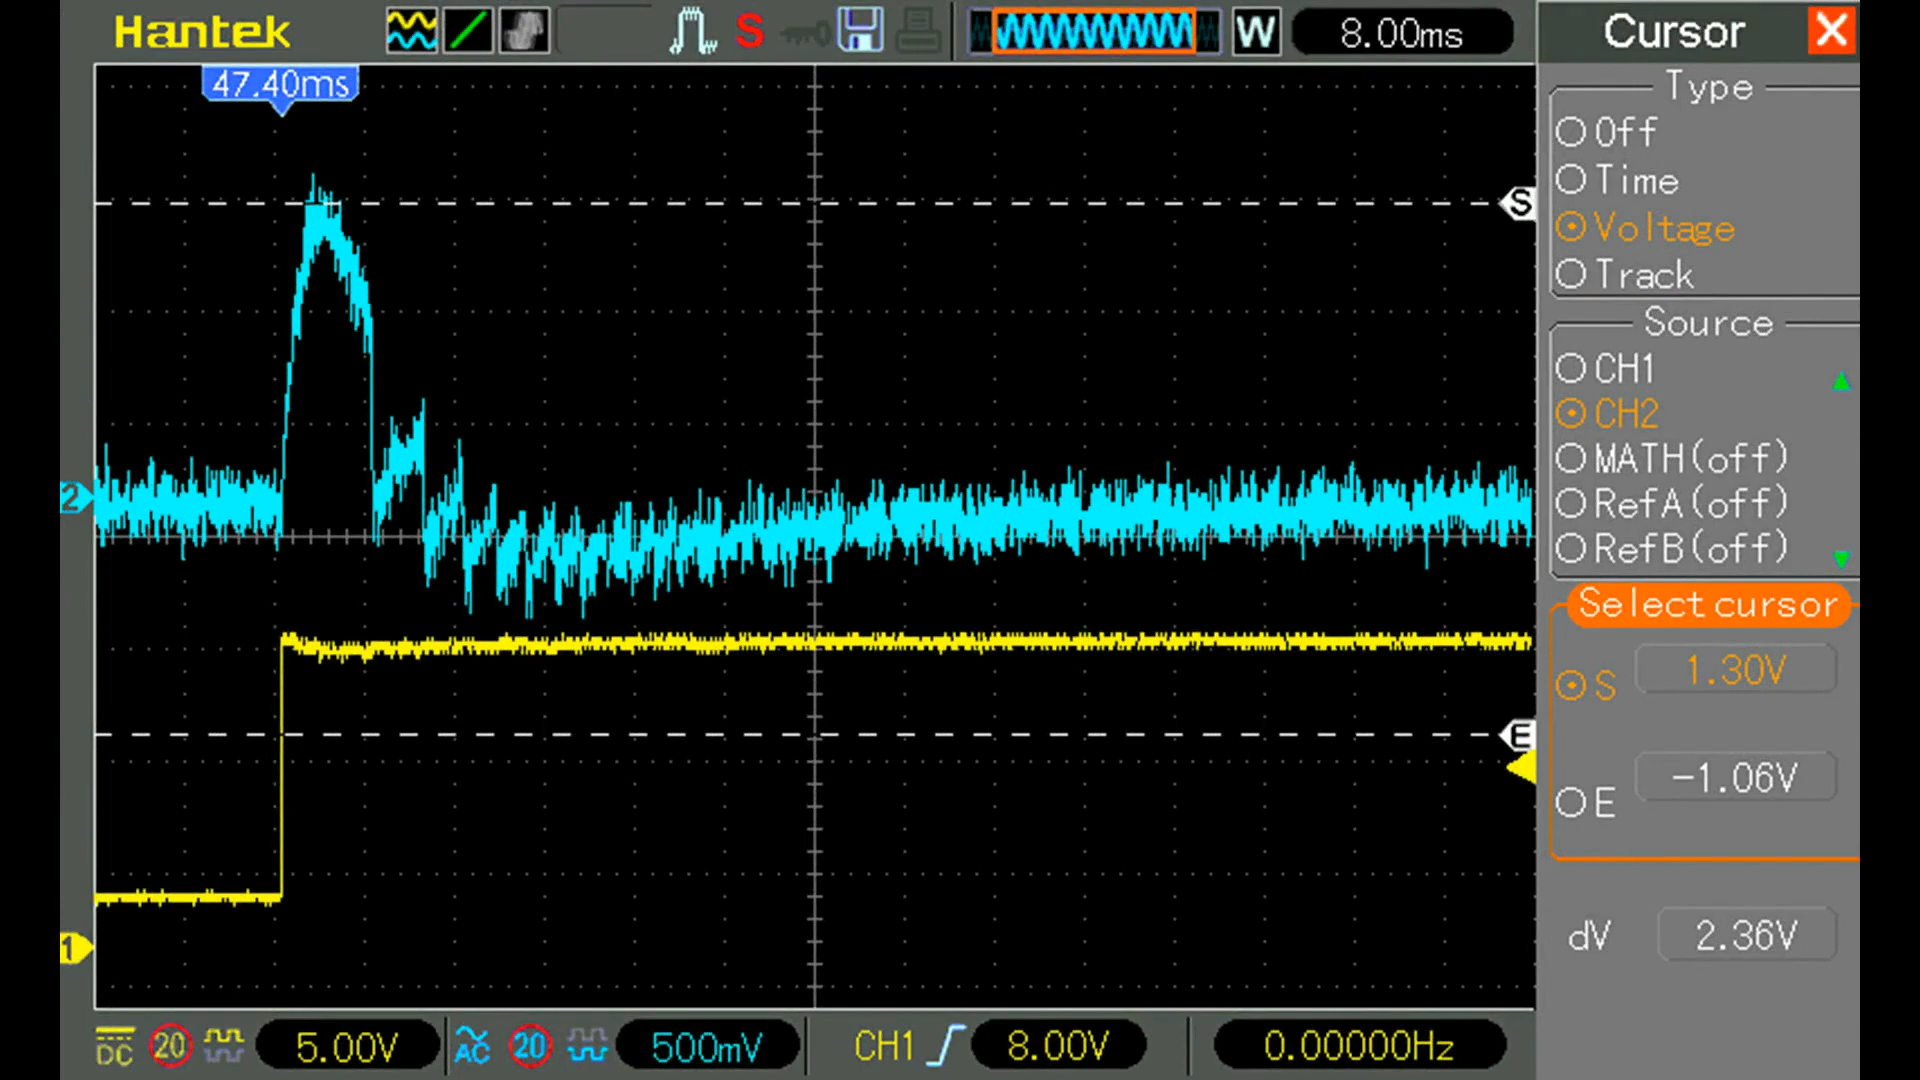 Hantek S W 8.00ms
47.40ms
S
2
E
1
DC 20 5.00V AC 20 500mV CH1 8.00V 0.00000Hz
Cursor X
Type
Off
Time
Voltage
Track
Source
CH1
CH2
MATH(off)
RefA(off)
RefB(off)
Select cursor
S 1.30V
E -1.06V
dV 2.36V